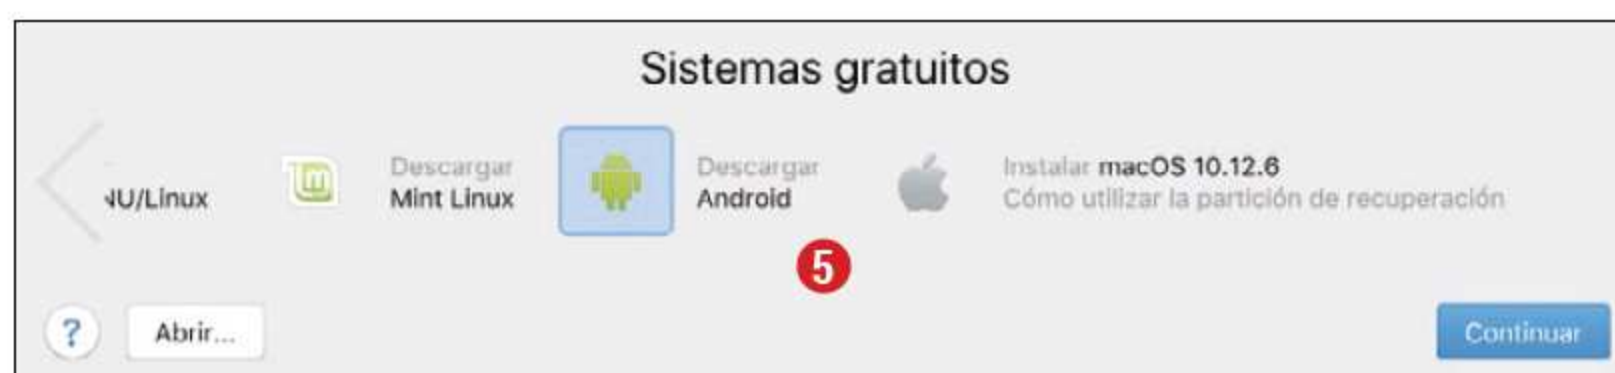 Sistemas gratuitos
NU/Linux
Descargar
Mint Linux
Descargar
Android
Instalar macOS 10.12.6
Cómo utilizar la partición de recuperación
5
?
Abrir...
Continuar